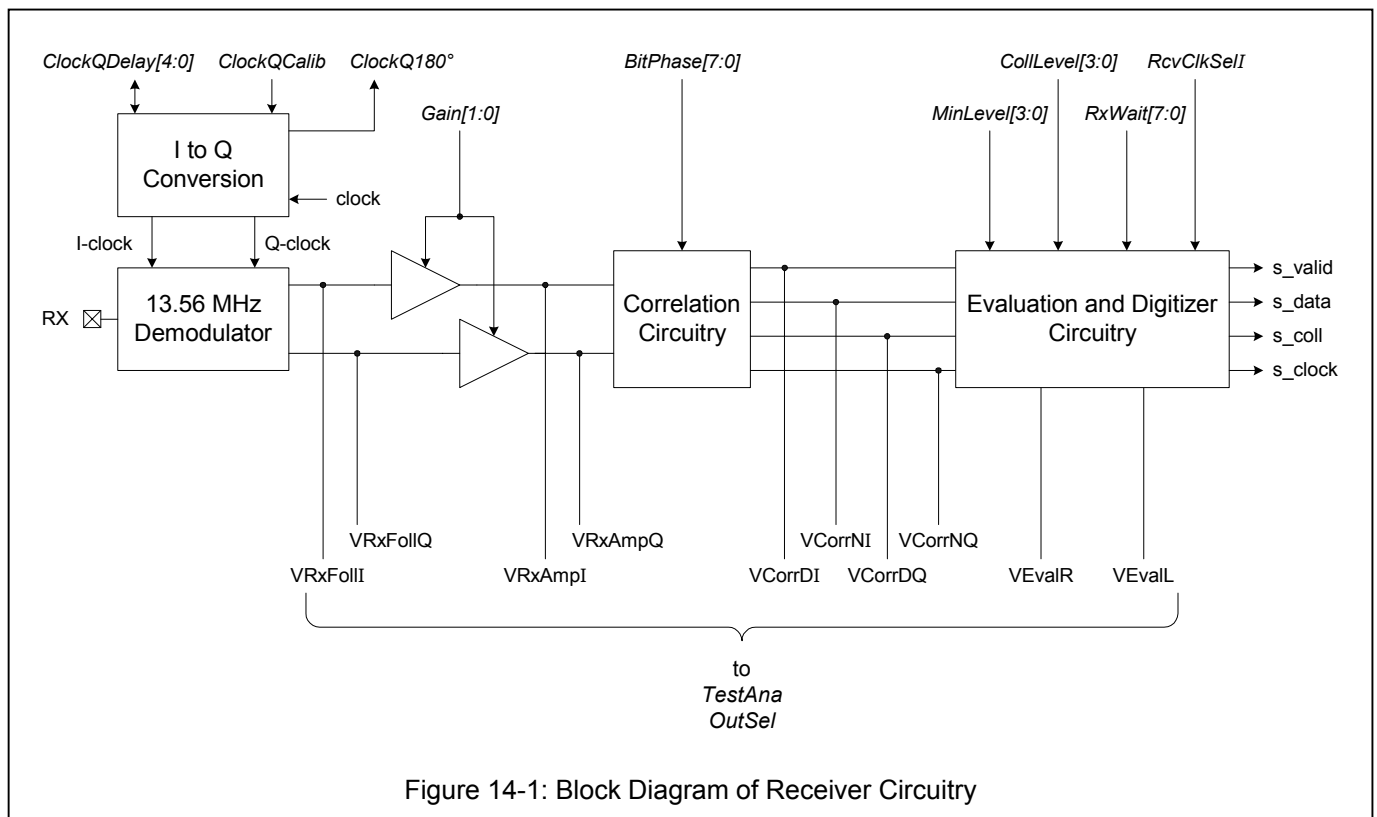 ClockQDelay[4:0]
ClockQCalib
ClockQ180°
BitPhase[7:0]
CollLevel[3:0]
RcvClkSelI
Gain[1:0]
MinLevel[3:0]
RxWait[7:0]
I to Q
Conversion
clock
I-clock
Q-clock
RX
13.56 MHz
Demodulator
Correlation
Circuitry
Evaluation and Digitizer
Circuitry
s_valid
s_data
s_coll
s_clock
VRxFollQ
VRxAmpQ
VCorrNI
VCorrNQ
VRxFollI
VRxAmpI
VCorrDI
VCorrDQ
VEvalR
VEvalL
to
TestAna
OutSel
Figure 14-1: Block Diagram of Receiver Circuitry